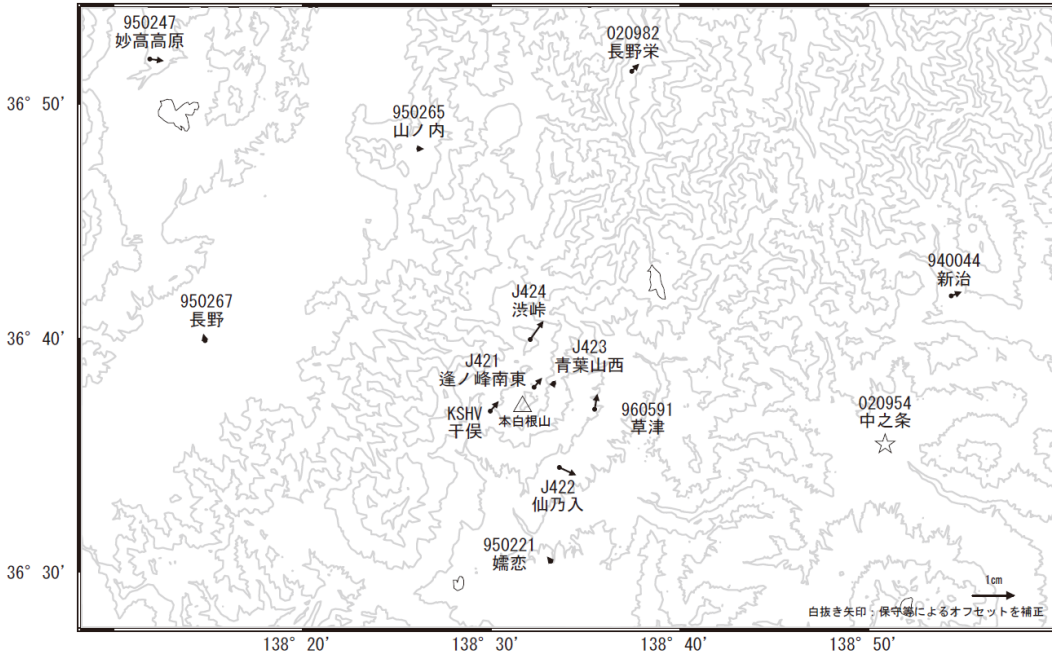 950247
妙高高原
020982
長野栄
36° 50′
950265
山ノ内
940044
新治
J424
渋峠
950267
長野
36° 40′
J423
青葉山西
J421
逢ノ峰南東
KSHV
干俣
本白根山
960591
草津
020954
中之条
J422
仙乃入
950221
嬬恋
36° 30′
1cm
白抜き矢印：保守等によるオフセットを補正
138° 20′
138° 30′
138° 40′
138° 50′